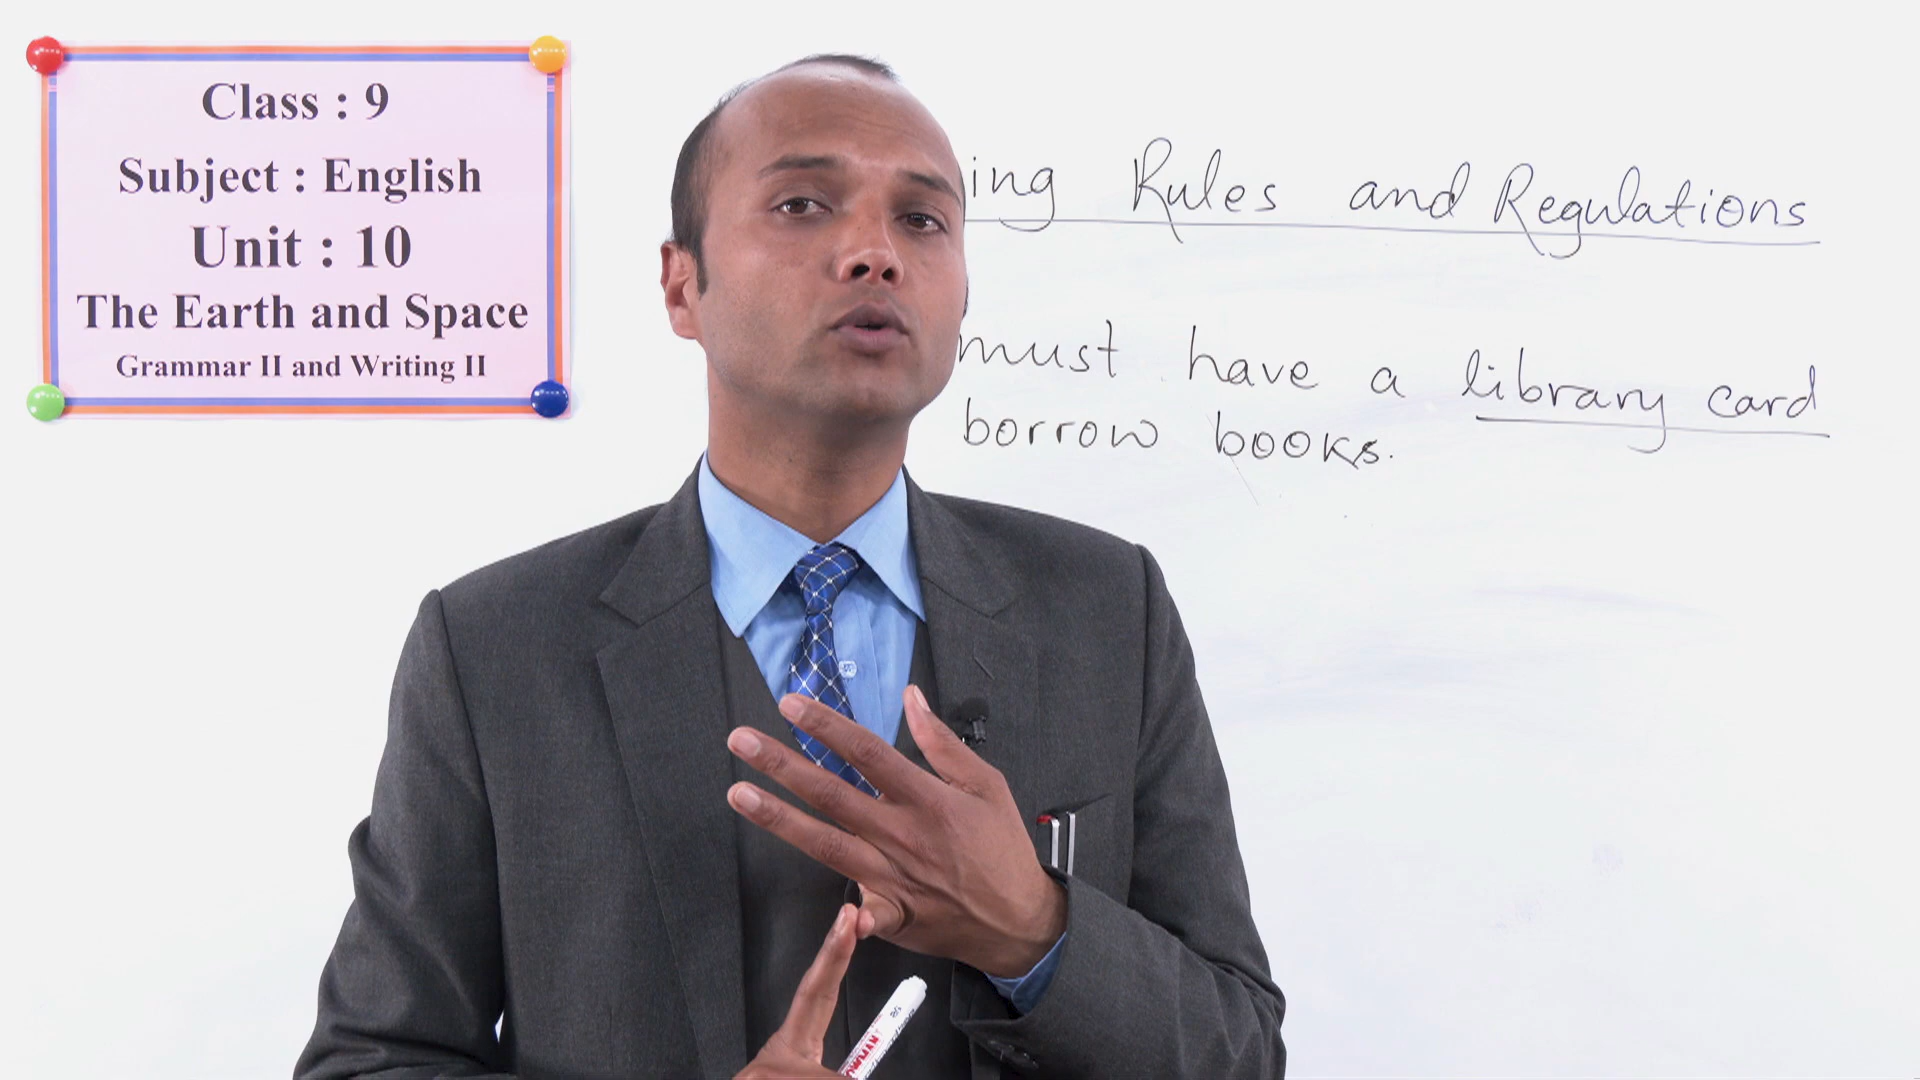 Class : 9
Subject : English
Unit : 10
The Earth and Space
Grammar II and Writing II
ing Rules and Regulations
must have a library card
borrow books.